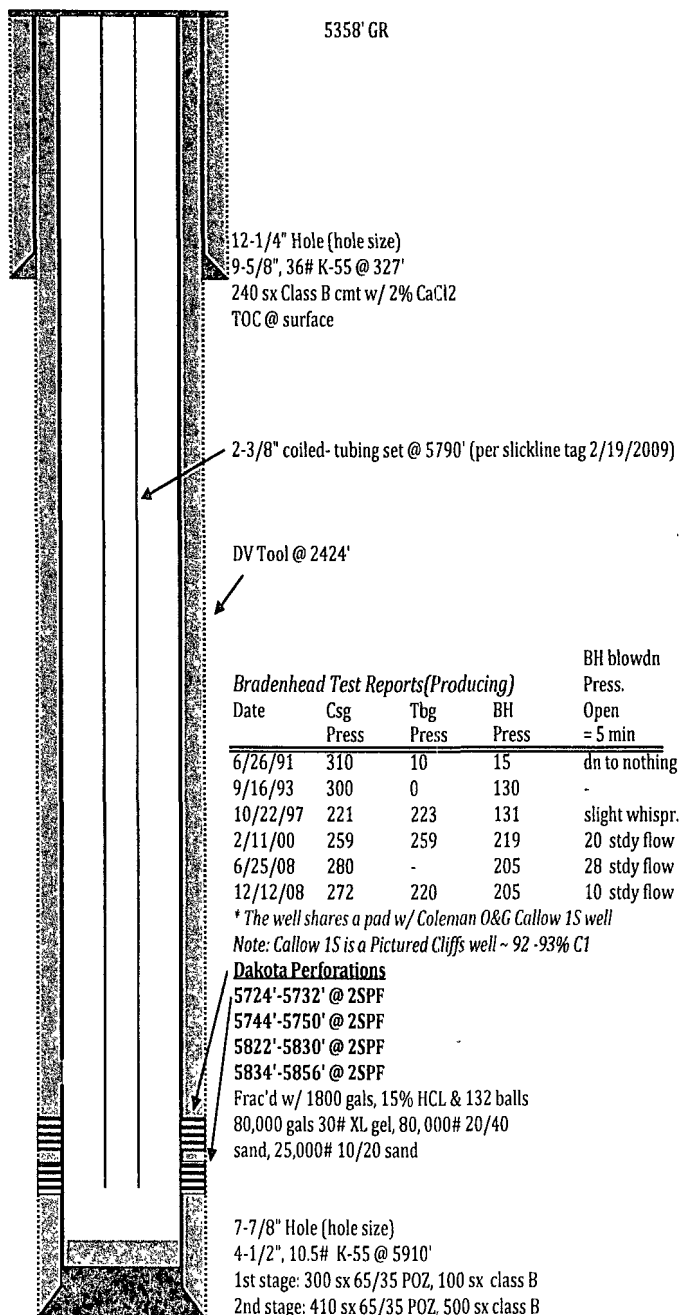 5358' GR
12-1/4" Hole (hole size)
9-5/8", 36# K-55 @ 327'
240 sx Class B cmt w/ 2% CaCl2
TOC @ surface
2-3/8" coiled- tubing set @ 5790' (per slickline tag 2/19/2009)
DV Tool @ 2424'
BH blowdn
Bradenhead Test Reports(Producing) Press.
Date Csg Tbg BH Open
Press Press Press = 5 min
6/26/91 310 10 15 dn to nothing
9/16/93 300 0 130 -
10/22/97 221 223 131 slight whispr.
2/11/00 259 259 219 20 stdy flow
6/25/08 280 - 205 28 stdy flow
12/12/08 272 220 205 10 stdy flow
* The well shares a pad w/ Coleman O&G Callow 1S well
Note: Callow 1S is a Pictured Cliffs well ~ 92 -93% C1
Dakota Perforations
5724'-5732' @ 2SPF
5744'-5750' @ 2SPF
5822'-5830' @ 2SPF
5834'-5856' @ 2SPF
Frac'd w/ 1800 gals, 15% HCL & 132 balls
80,000 gals 30# XL gel, 80, 000# 20/40
sand, 25,000# 10/20 sand
7-7/8" Hole (hole size)
4-1/2", 10.5# K-55 @ 5910'
1st stage: 300 sx 65/35 POZ, 100 sx class B
2nd stage: 410 sx 65/35 POZ, 500 sx class B